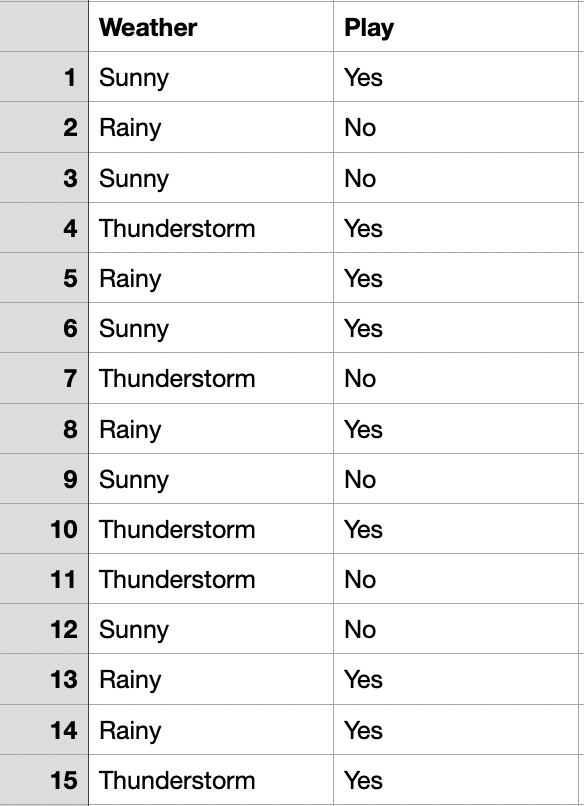 Weather Play
1 Sunny Yes
2 Rainy No
3 Sunny No
4 Thunderstorm Yes
5 Rainy Yes
6 Sunny Yes
7 Thunderstorm No
8 Rainy Yes
9 Sunny No
10 Thunderstorm Yes
11 Thunderstorm No
12 Sunny No
13 Rainy Yes
14 Rainy Yes
15 Thunderstorm Yes